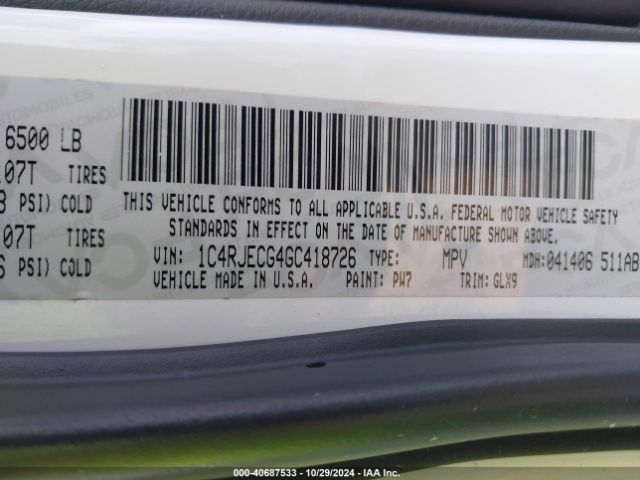 6500 LB
07T TIRES
PSI) COLD
07T TIRES
PSI) COLD
THIS VEHICLE CONFORMS TO ALL APPLICABLE U.S.A. FEDERAL MOTOR VEHICLE SAFETY
STANDARDS IN EFFECT ON THE DATE OF MANUFACTURE SHOWN ABOVE.
VIN: 1C4RJECG4GC418726 TYPE: MPV MDH: 041406 511AB
VEHICLE MADE IN U.S.A. PAINT: PW7 TRIM: GLX9
000-40687533 - 10/29/2024 - IAA Inc.